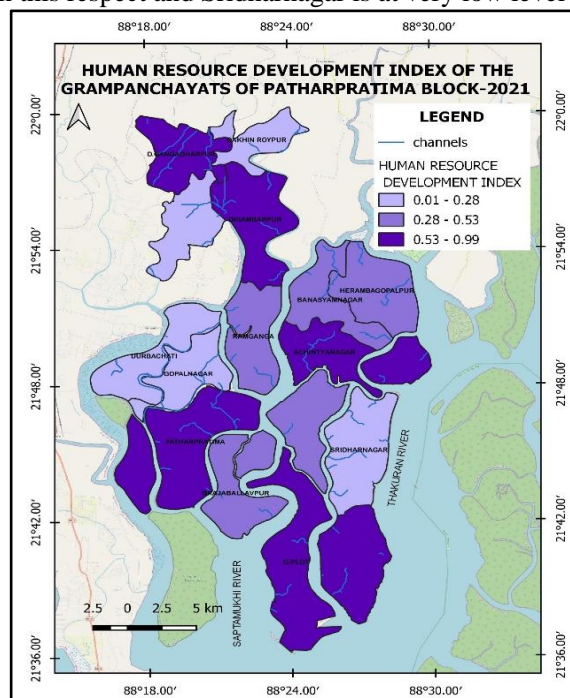 n this respect and Sridharnagar is at very low level
88°18.00′ 88°24.00′ 88°30.00′
HUMAN RESOURCE DEVELOPMENT INDEX OF THE
GRAMPANCHAYATS OF PATHARPRATIMA BLOCK-2021
22°0.00′
22°0.00′
LEGEND
channels
HUMAN RESOURCE
DEVELOPMENT INDEX
0.01 - 0.28
0.28 - 0.53
0.53 - 0.99
ROYPUR
21°54.00′
21°54.00′
HERAMBAGOPALPUR
BANASYAMNAGAR
RAMGANGA
ACHINTYANAGAR
DURBACHATI
GOPALNAGAR
21°48.00′
21°48.00′
PATHARPRATIMA
SRIDHARNAGAR
BRAJABALLAVPUR
THAKURAN RIVER
21°42.00′
21°42.00′
G-PLOT
SAPTAMUKHI RIVER
2.5 0 2.5 5 km
21°36.00′
21°36.00′
88°18.00′ 88°24.00′ 88°30.00′